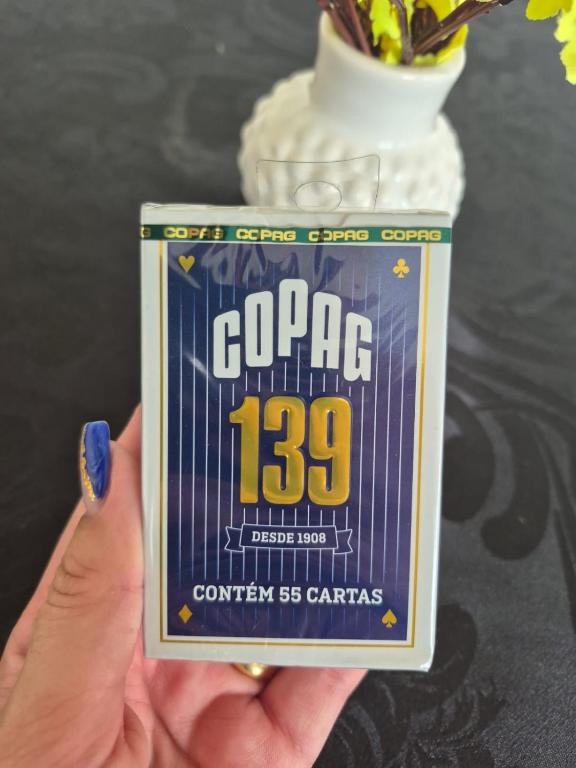 G COPAG COPAG COPAG COPAG
COPAG
139
DESDE 1908
CONTÉM 55 CARTAS